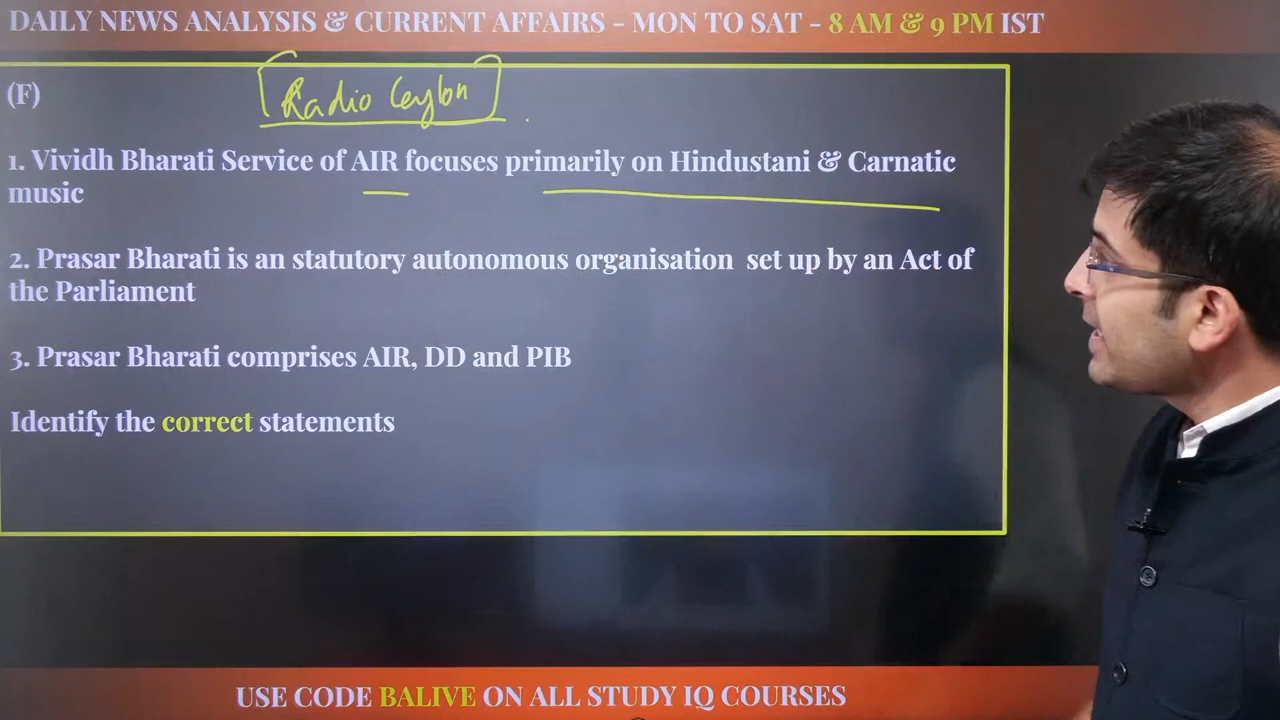 DAILY NEWS ANALYSIS & CURRENT AFFAIRS - MON TO SAT - 8 AM & 9 PM IST
(F)
Radio Ceylon
1. Vividh Bharati Service of AIR focuses primarily on Hindustani & Carnatic
music
2. Prasar Bharati is an statutory autonomous organisation set up by an Act of
the Parliament
3. Prasar Bharati comprises AIR, DD and PIB
Identify the correct statements
USE CODE BALIVE ON ALL STUDY IQ COURSES